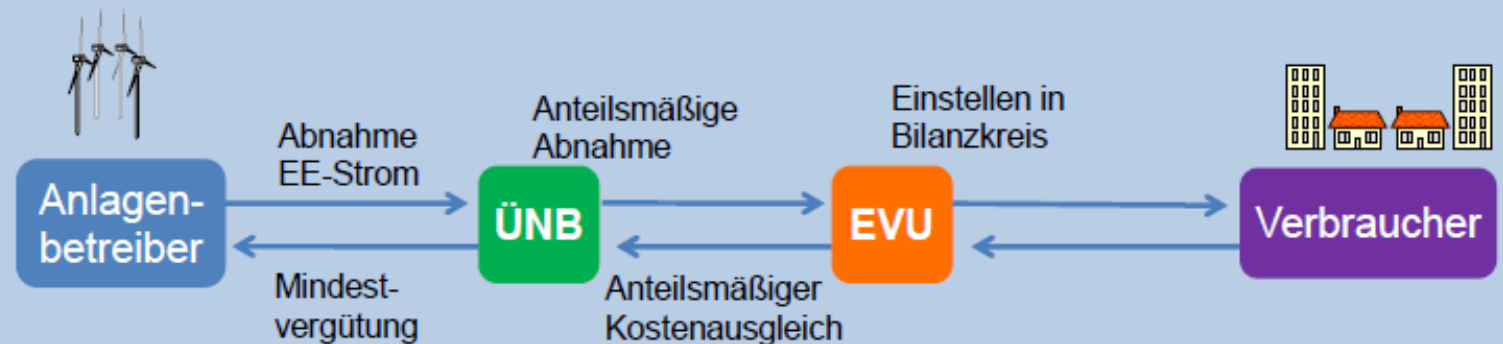 Anlagen-
betreiber
Abnahme
EE-Strom
Mindest-
vergütung
ÜNB
Anteilsmäßige
Abnahme
Anteilsmäßiger
Kostenausgleich
EVU
Einstellen in
Bilanzkreis
Verbraucher